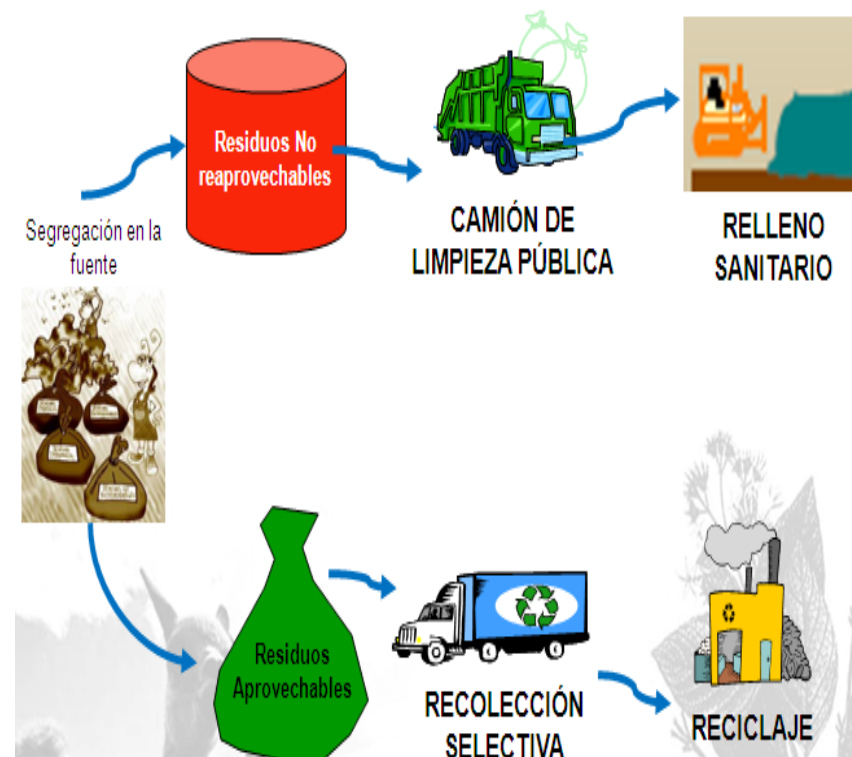 Residuos No
reaprovechables
Segregación en la
fuente
CAMIÓN DE
LIMPIEZA PÚBLICA
RELLENO
SANITARIO
Residuos
Aprovechables
RECOLECCIÓN
SELECTIVA
RECICLAJE